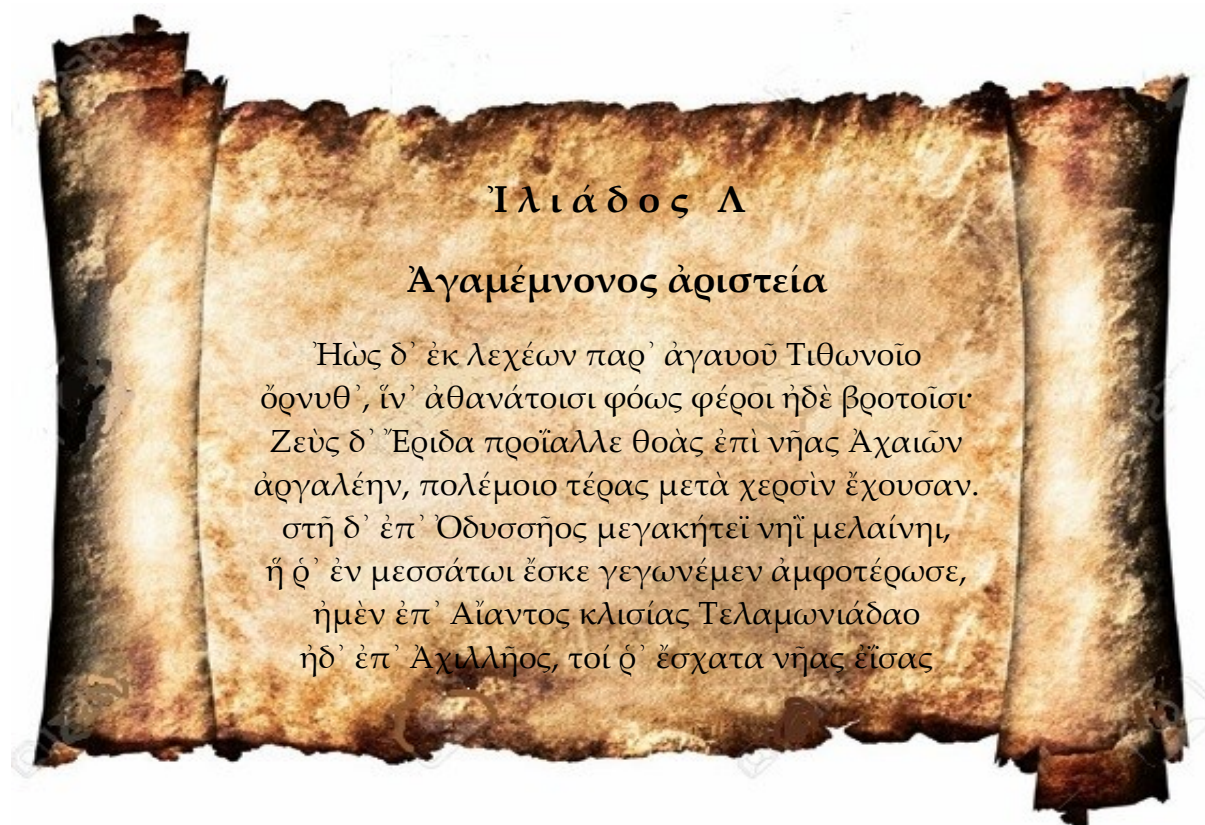 Ἰλιάδος Λ
Ἀγαμέμνονος ἀριστεία
Ἠὼς δ᾽ ἐκ λεχέων παρ᾽ ἀγαυοῦ Τιθωνοῖο
ὄρνυθ᾽, ἵν᾽ ἀθανάτοισι φόως φέροι ἠδὲ βροτοῖσι·
Ζεὺς δ᾽ Ἔριδα προΐαλλε θοὰς ἐπὶ νῆας Ἀχαιῶν
ἀργαλέην, πολέμοιο τέρας μετὰ χερσὶν ἔχουσαν.
στῆ δ᾽ ἐπ᾽ Ὀδυσσῆος μεγακήτεϊ νηῒ μελαίνηι,
ἥ ῥ᾽ ἐν μεσσάτωι ἔσκε γεγωνέμεν ἀμφοτέρωσε,
ἠμὲν ἐπ᾽ Αἴαντος κλισίας Τελαμωνιάδαο
ἠδ᾽ ἐπ᾽ Ἀχιλλῆος, τοί ῥ᾽ ἔσχατα νῆας ἐΐσας